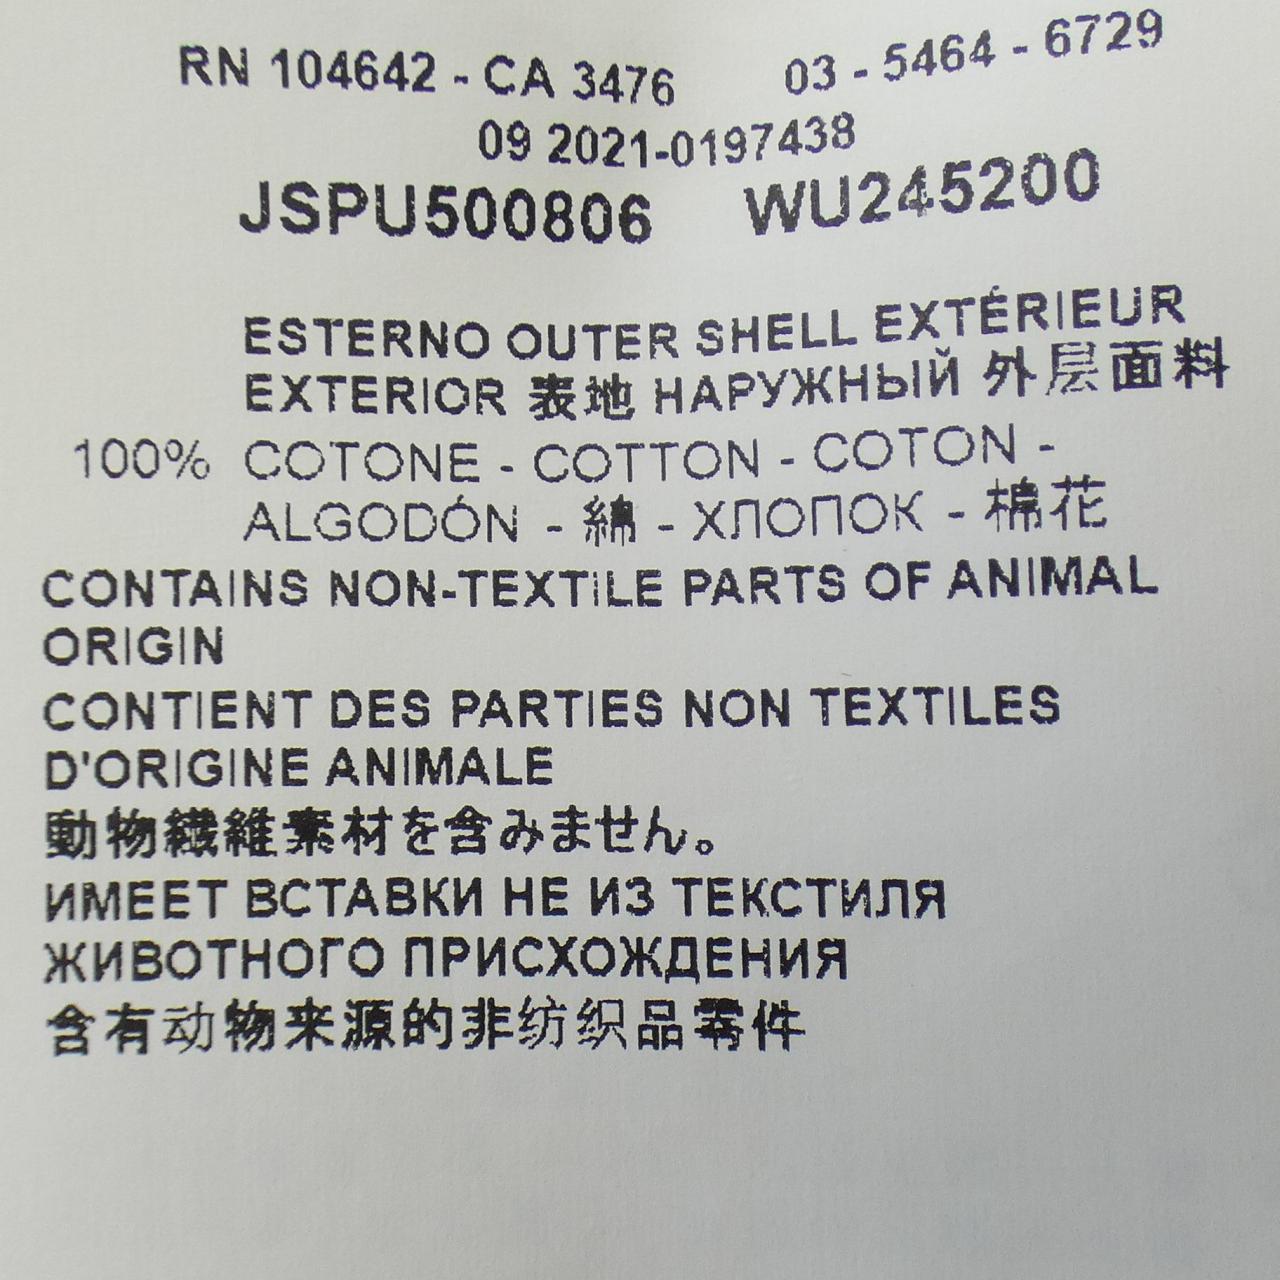 RN 104642 - CA 3476 03 - 5464 - 6729
09 2021-0197438
JSPU500806 WU245200
ESTERNO OUTER SHELL EXTÉRIEUR
EXTERIOR 表地 НАРУЖНЫЙ 外层面料
100% COTONE - COTTON - COTON -
ALGODÓN - 綿 - ХЛОПОК - 棉花
CONTAINS NON-TEXTILE PARTS OF ANIMAL
ORIGIN
CONTIENT DES PARTIES NON TEXTILES
D'ORIGINE ANIMALE
動物繊維素材を含みません。
ИМЕЕТ ВСТАВКИ НЕ ИЗ ТЕКСТИЛЯ
ЖИВОТНОГО ПРИСХОЖДЕНИЯ
含有动物来源的非纺织品零件